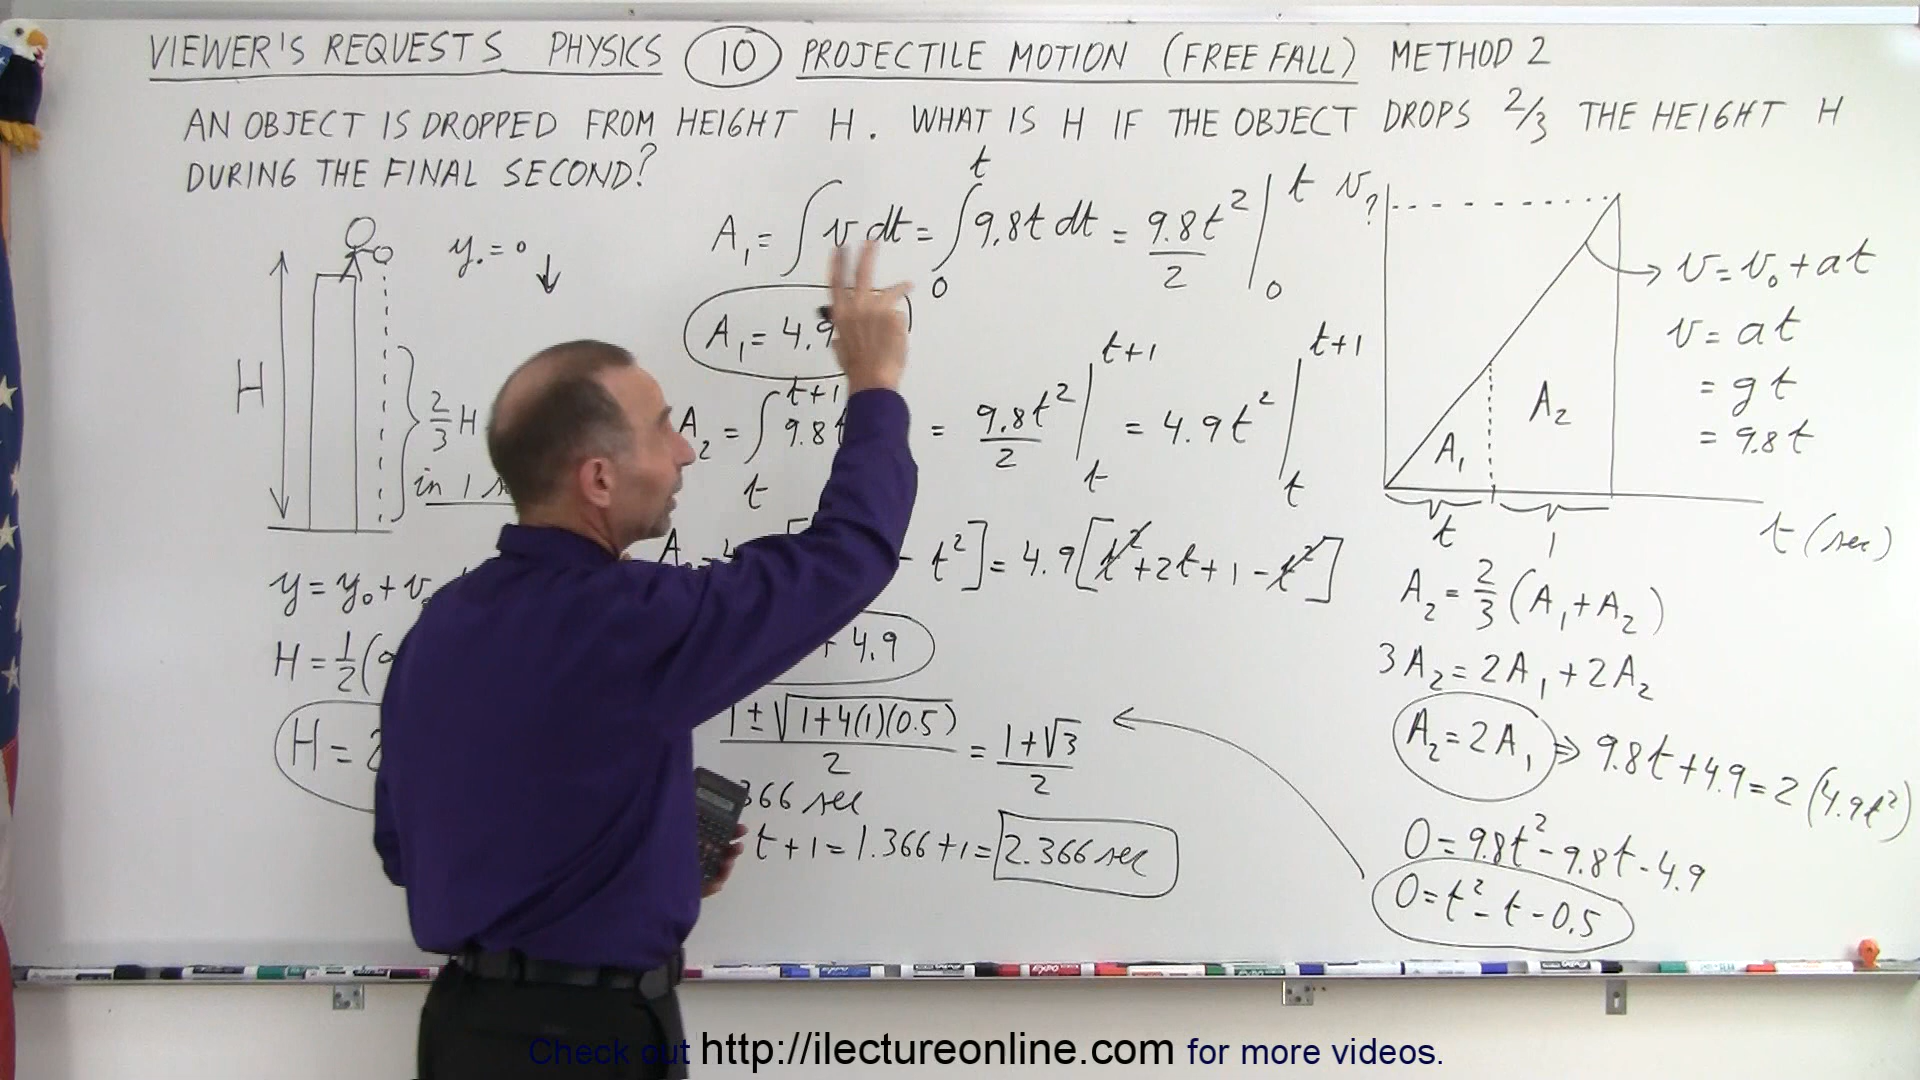 VIEWER'S REQUESTS PHYSICS 10 PROJECTILE MOTION (FREE FALL) METHOD 2
AN OBJECT IS DROPPED FROM HEIGHT H. WHAT IS H IF THE OBJECT DROPS 2/3 THE HEIGHT H
DURING THE FINAL SECOND?
y₀ = 0
H
2/3 H
in 1
y = y₀ + v₀
H = 1/2 (9
H = 2
A₁ = ∫ v dt = ∫₀ᵗ 9.8t dt = 9.8t²/2 |₀ᵗ
A₁ = 4.9
A₂ = ∫ₜᵗ⁺¹ 9.8t = 9.8t²/2 |ₜᵗ⁺¹ = 4.9t² |ₜᵗ⁺¹
A₂ = 4 [ - t²] = 4.9[t² + 2t + 1 - t²]
+ 4.9
1 ± √(1+4(1)(0.5)) / 2 = (1+√3)/2
366 sec
t + 1 = 1.366 + 1 = 2.366 sec
v
?
A₁
A₂
t
1
t (sec)
v = v₀ + at
v = at
= gt
= 9.8t
A₂ = 2/3 (A₁ + A₂)
3A₂ = 2A₁ + 2A₂
A₂ = 2A₁ ⇒ 9.8t + 4.9 = 2(4.9t²)
0 = 9.8t² - 9.8t - 4.9
0 = t² - t - 0.5
Check out http://ilectureonline.com for more videos.